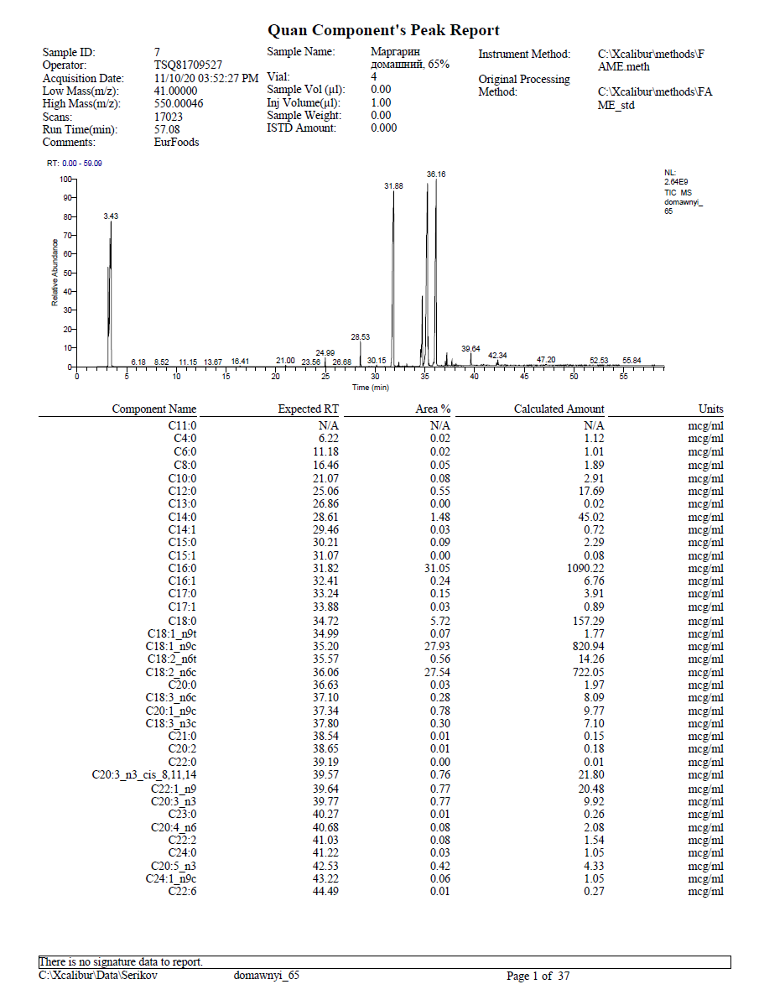 Quan Component's Peak Report
Sample ID: 7
Operator: TSQ81709527
Acquisition Date: 11/10/20 03:52:27 PM
Low Mass(m/z): 41.00000
High Mass(m/z): 550.00046
Scans: 17023
Run Time(min): 57.08
Comments: EurFoods
Sample Name: Маргарин
домашний, 65%
Vial: 4
Sample Vol (µl): 0.00
Inj Volume(µl): 1.00
Sample Weight: 0.00
ISTD Amount: 0.000
Instrument Method: C:\Xcalibur\methods\F
AME.meth
Original Processing
Method: C:\Xcalibur\methods\FA
ME_std
RT: 0.00 - 59.09
NL:
2.64E9
TIC MS
domawnyi_
65
Relative Abundance
100
90
80
70
60
50
40
30
20
10
0
3.43
6.18 8.52 11.15 13.67 16.41 21.00 23.56 24.99 26.68 28.53 30.15 31.88 36.16 39.64 42.34 47.20 52.53 55.84
0 5 10 15 20 25 30 35 40 45 50 55
Time (min)
Component Name Expected RT Area % Calculated Amount Units
C11:0 N/A N/A N/A mcg/ml
C4:0 6.22 0.02 1.12 mcg/ml
C6:0 11.18 0.02 1.01 mcg/ml
C8:0 16.46 0.05 1.89 mcg/ml
C10:0 21.07 0.08 2.91 mcg/ml
C12:0 25.06 0.55 17.69 mcg/ml
C13:0 26.86 0.00 0.02 mcg/ml
C14:0 28.61 1.48 45.02 mcg/ml
C14:1 29.46 0.03 0.72 mcg/ml
C15:0 30.21 0.09 2.29 mcg/ml
C15:1 31.07 0.00 0.08 mcg/ml
C16:0 31.82 31.05 1090.22 mcg/ml
C16:1 32.41 0.24 6.76 mcg/ml
C17:0 33.24 0.15 3.91 mcg/ml
C17:1 33.88 0.03 0.89 mcg/ml
C18:0 34.72 5.72 157.29 mcg/ml
C18:1_n9t 34.99 0.07 1.77 mcg/ml
C18:1_n9c 35.20 27.93 820.94 mcg/ml
C18:2_n6t 35.57 0.56 14.26 mcg/ml
C18:2_n6c 36.06 27.54 722.05 mcg/ml
C20:0 36.63 0.03 1.97 mcg/ml
C18:3_n6c 37.10 0.28 8.09 mcg/ml
C20:1_n9c 37.34 0.78 9.77 mcg/ml
C18:3_n3c 37.80 0.30 7.10 mcg/ml
C21:0 38.54 0.01 0.15 mcg/ml
C20:2 38.65 0.01 0.18 mcg/ml
C22:0 39.19 0.00 0.01 mcg/ml
C20:3_n3_cis_8,11,14 39.57 0.76 21.80 mcg/ml
C22:1_n9 39.64 0.77 20.48 mcg/ml
C20:3_n3 39.77 0.77 9.92 mcg/ml
C23:0 40.27 0.01 0.26 mcg/ml
C20:4_n6 40.68 0.08 2.08 mcg/ml
C22:2 41.03 0.08 1.54 mcg/ml
C24:0 41.22 0.03 1.05 mcg/ml
C20:5_n3 42.53 0.42 4.33 mcg/ml
C24:1_n9c 43.22 0.06 1.05 mcg/ml
C22:6 44.49 0.01 0.27 mcg/ml
There is no signature data to report.
C:\Xcalibur\Data\Serikov domawnyi_65 Page 1 of 37